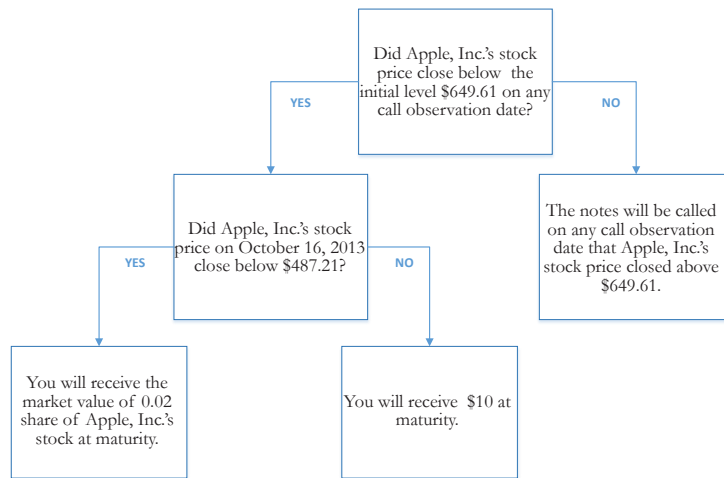 Did Apple, Inc.'s stock
price close below the
initial level $649.61 on any
call observation date?
YES
NO
Did Apple, Inc.'s stock
price on October 16, 2013
close below $487.21?
The notes will be called
on any call observation
date that Apple, Inc.'s
stock price closed above
$649.61.
YES
NO
You will receive the
market value of 0.02
share of Apple, Inc.'s
stock at maturity.
You will receive $10 at
maturity.